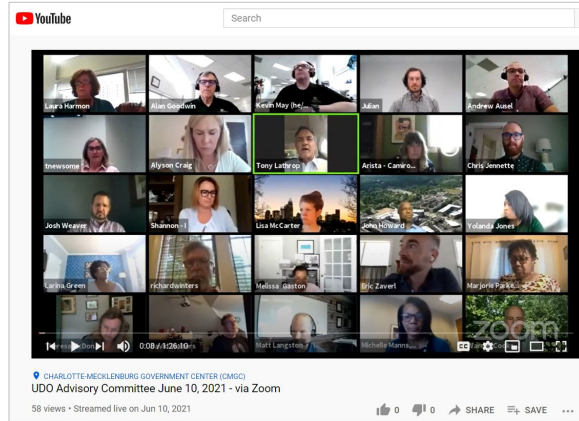 YouTube
Search
Laura Harmon
Alan Goodwin
Kevin May (he/...
Julian
Andrew Ausel
tnewsome
Alyson Craig
Tony Lathrop
Arista - Camiro...
Chris Jennette
Josh Weaver
Shannon - I
Lisa McCarter
John Howard
Yolanda Jones
Larina Green
richardwinters
Melissa Gaston
Eric Zaverl
Marjorie Parke...
Matt Langston
Michelle Manns,...
zoom
0:08 / 1:26:10
CC
CHARLOTTE-MECKLENBURG GOVERNMENT CENTER (CMGC)
UDO Advisory Committee June 10, 2021 - via Zoom
58 views • Streamed live on Jun 10, 2021
0
0
SHARE
SAVE